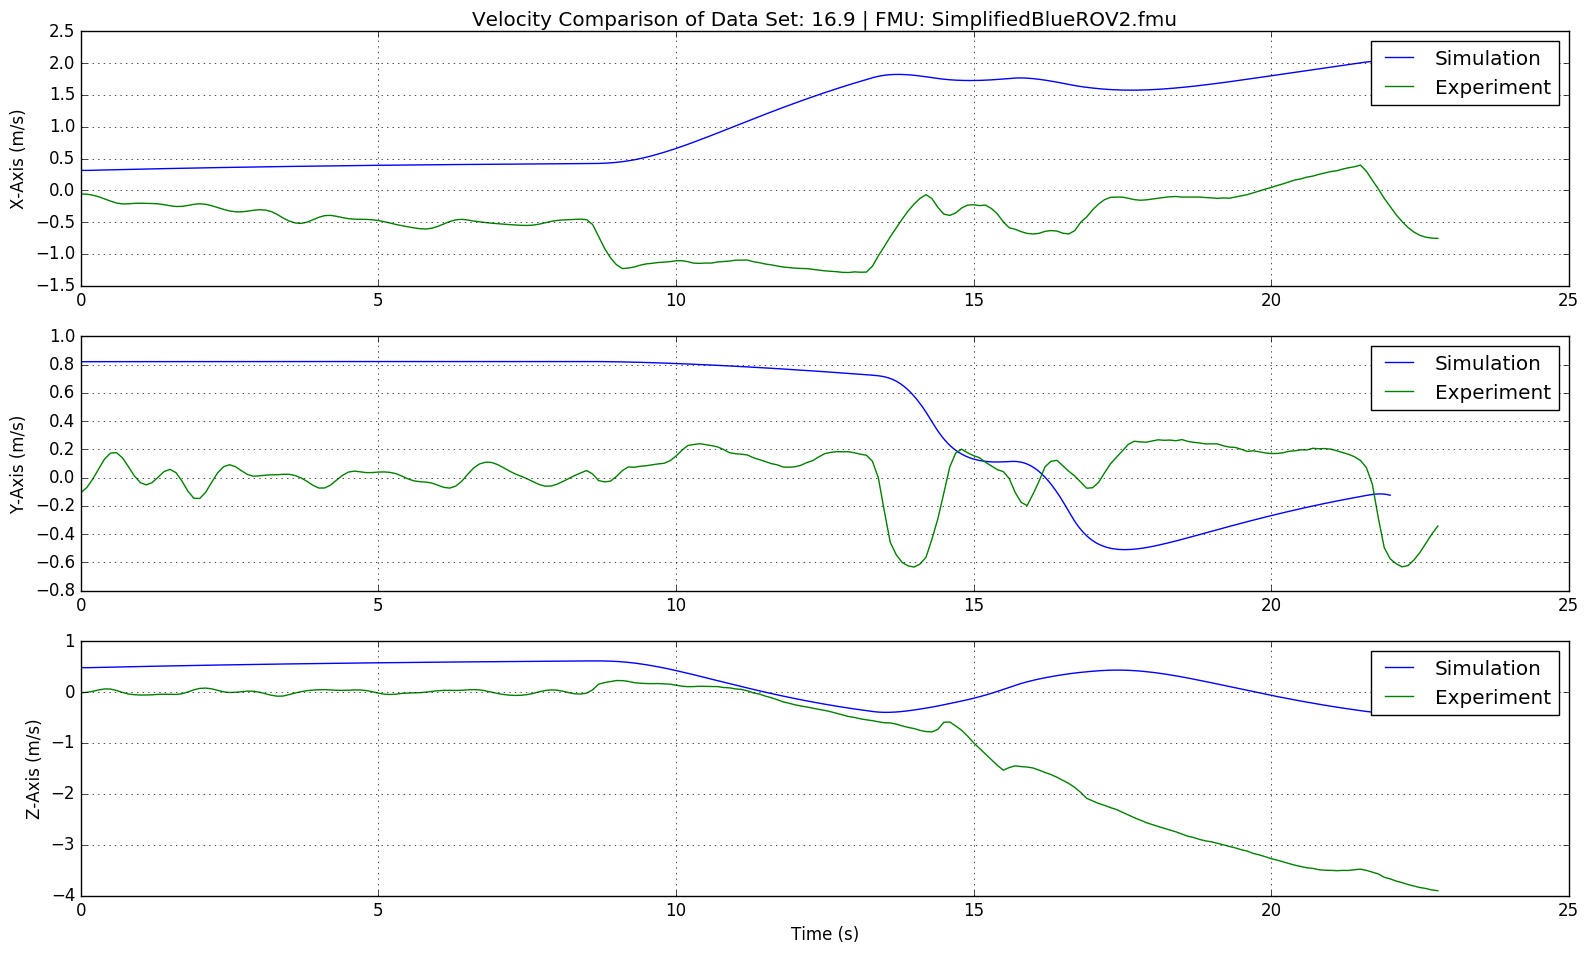 Velocity Comparison of Data Set: 16.9 | FMU: SimplifiedBlueROV2.fmu
2.5
2.0
1.5
1.0
0.5
0.0
−0.5
−1.0
−1.5
X-Axis (m/s)
Simulation
Experiment
0 5 10 15 20 25
1.0
0.8
0.6
0.4
0.2
0.0
−0.2
−0.4
−0.6
−0.8
Y-Axis (m/s)
Simulation
Experiment
0 5 10 15 20 25
1
0
−1
−2
−3
−4
Z-Axis (m/s)
Simulation
Experiment
0 5 10 15 20 25
Time (s)